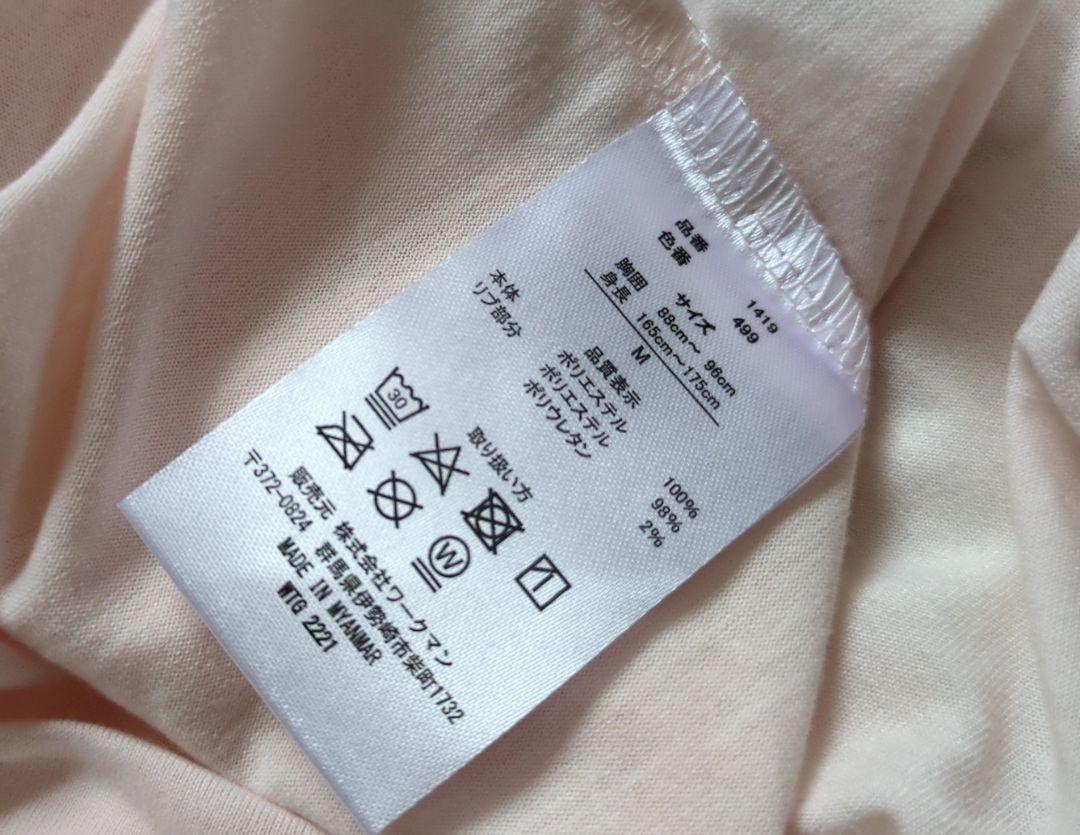 品番 1419
色番 499
サイズ
胸囲 88cm～ 96cm
身長 165cm～175cm
M
品質表示
本体 ポリエステル 100%
リブ部分 ポリエステル 98%
ポリウレタン 2%
取り扱い方
30
W
販売元 株式会社ワークマン
〒372-0824 群馬県伊勢崎市柴町1732
MADE IN MYANMAR
WTG 2221